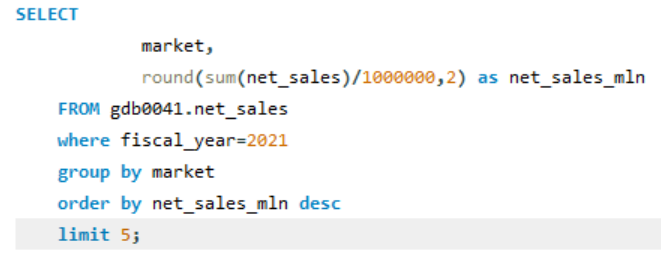 SELECT
market,
round(sum(net_sales)/1000000,2) as net_sales_mln
FROM gdb0041.net_sales
where fiscal_year=2021
group by market
order by net_sales_mln desc
limit 5;